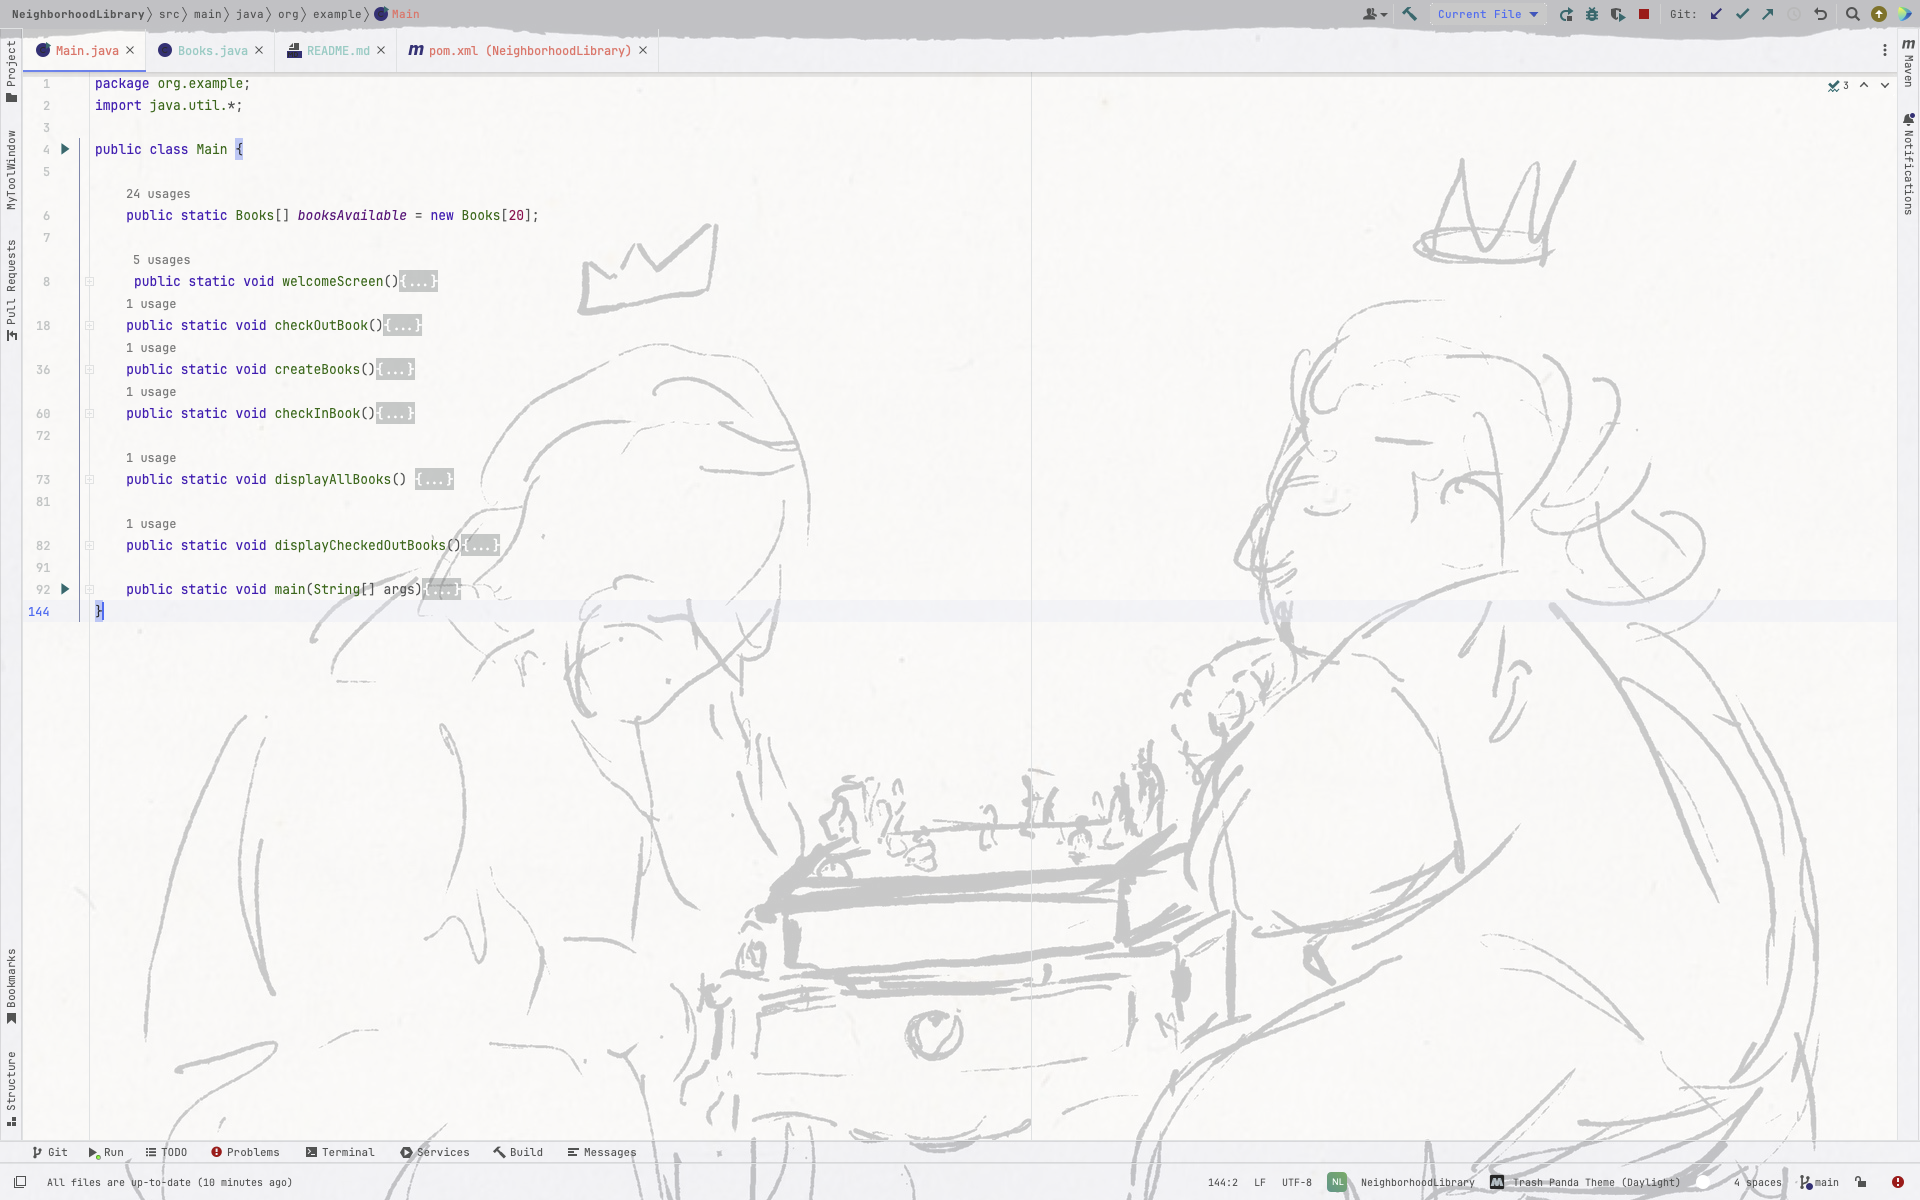 NeighborhoodLibrary src main java org example Main
Current File Git:
Main.java Books.java README.md pom.xml (NeighborhoodLibrary)
Project
MyToolWindow
Pull Requests
Bookmarks
Structure
Maven
Notifications
3
1 package org.example;
2 import java.util.*;
3
4 public class Main {
5
24 usages
6 public static Books[] booksAvailable = new Books[20];
7
5 usages
8 public static void welcomeScreen(){...}
1 usage
18 public static void checkOutBook(){...}
1 usage
36 public static void createBooks(){...}
1 usage
60 public static void checkInBook(){...}
72
1 usage
73 public static void displayAllBooks() {...}
81
1 usage
82 public static void displayCheckedOutBooks(){...}
91
92 public static void main(String[] args){...}
144 }
Git Run TODO Problems Terminal Services Build Messages
All files are up-to-date (10 minutes ago) 144:2 LF UTF-8 NL NeighborhoodLibrary M Trash Panda Theme (Daylight) 4 spaces main